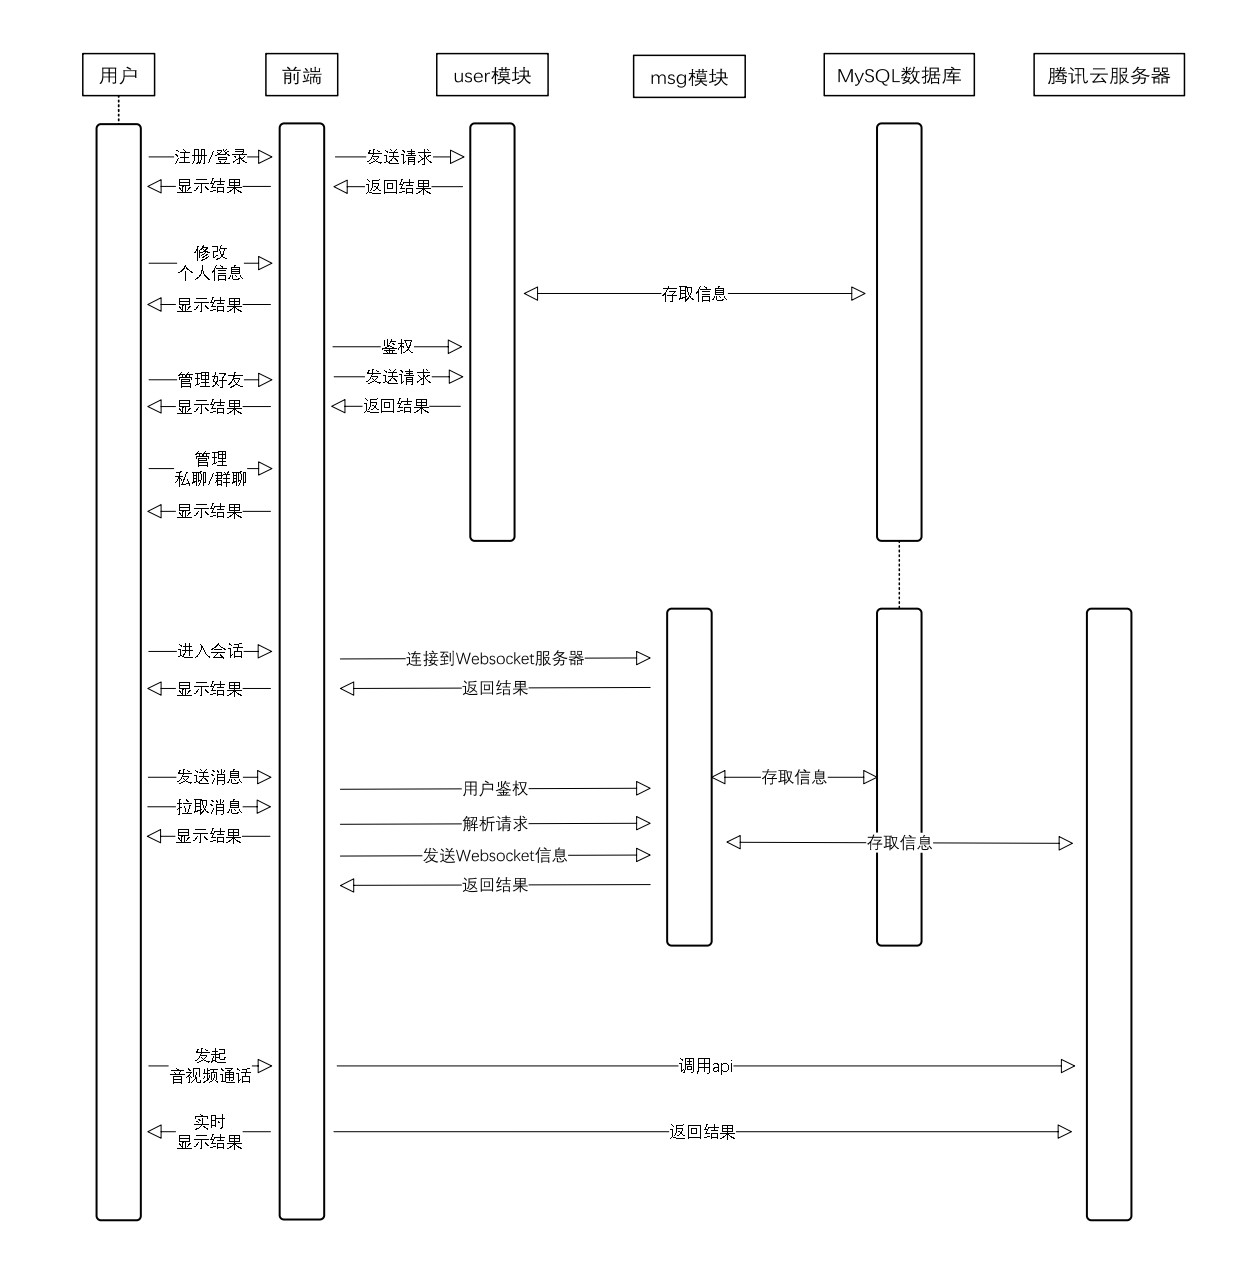 用户
前端
user模块
msg模块
MySQL数据库
腾讯云服务器
注册/登录
发送请求
显示结果
返回结果
修改
个人信息
存取信息
显示结果
鉴权
管理好友
发送请求
显示结果
返回结果
管理
私聊/群聊
显示结果
进入会话
连接到Websocket服务器
显示结果
返回结果
发送消息
存取信息
用户鉴权
拉取消息
解析请求
显示结果
存取信息
发送Websocket信息
返回结果
发起
音视频通话
调用api
实时
显示结果
返回结果